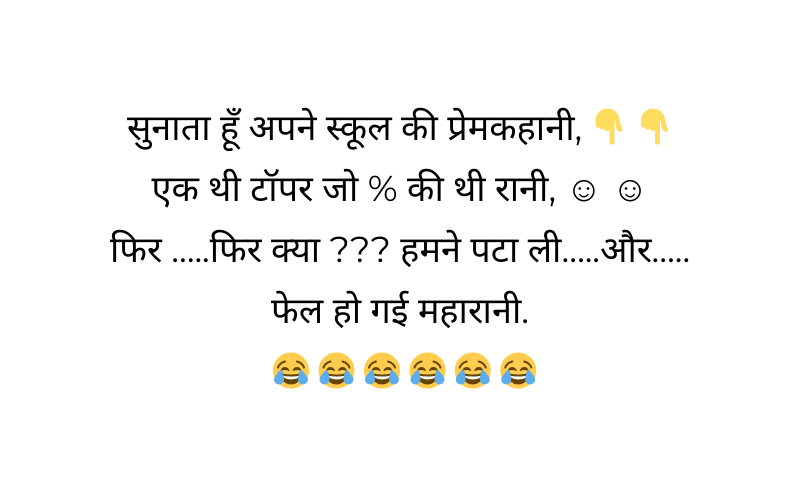 सुनाता हूँ अपने स्कूल की प्रेमकहानी, 👇 👇
एक थी टॉपर जो % की थी रानी, ☺ ☺
फिर .....फिर क्या ??? हमने पटा ली.....और.....
फेल हो गई महारानी.
😂 😂 😂 😂 😂 😂